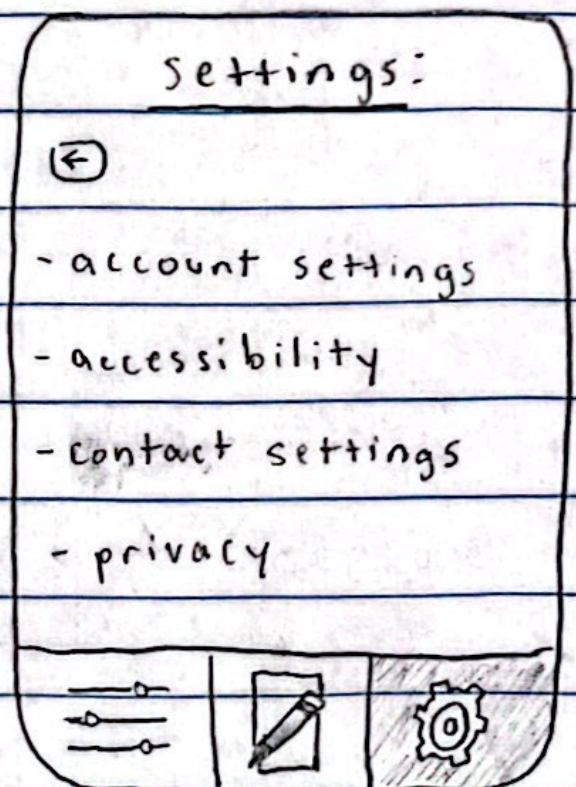 settings:
- account settings
- accessibility
- contact settings
- privacy